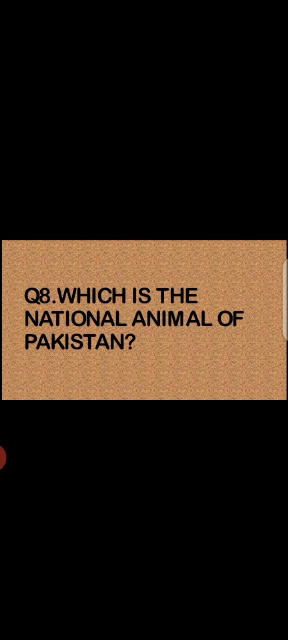 Q8.WHICH IS THE
NATIONAL ANIMAL OF
PAKISTAN?